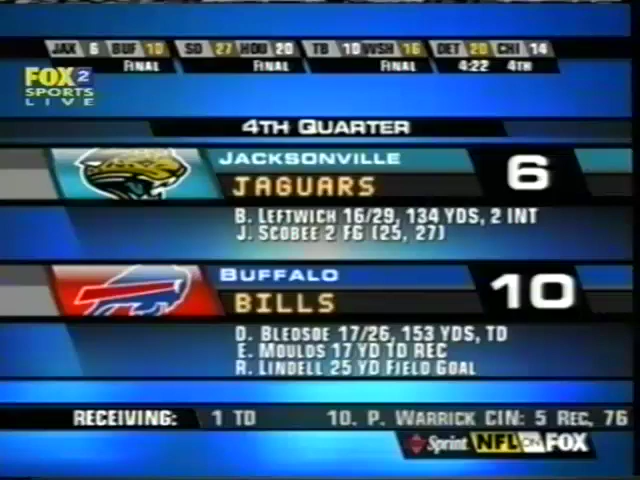 JAX 6 BUF 10 SD 27 HOU 20 TB 10 WSH 16 DET 20 CHI 14
FINAL FINAL FINAL 4:22 4TH
FOX 2
SPORTS
LIVE
4TH QUARTER
JACKSONVILLE 6
JAGUARS
B. LEFTWICH 16/29, 134 YDS, 2 INT
J. SCOBEE 2 FG (25, 27)
BUFFALO 10
BILLS
D. BLEDSOE 17/26, 153 YDS, TD
E. MOULDS 17 YD TD REC
R. LINDELL 25 YD FIELD GOAL
RECEIVING: 1 TD 10. P. WARRICK CIN: 5 REC, 76
Sprint NFL ON FOX